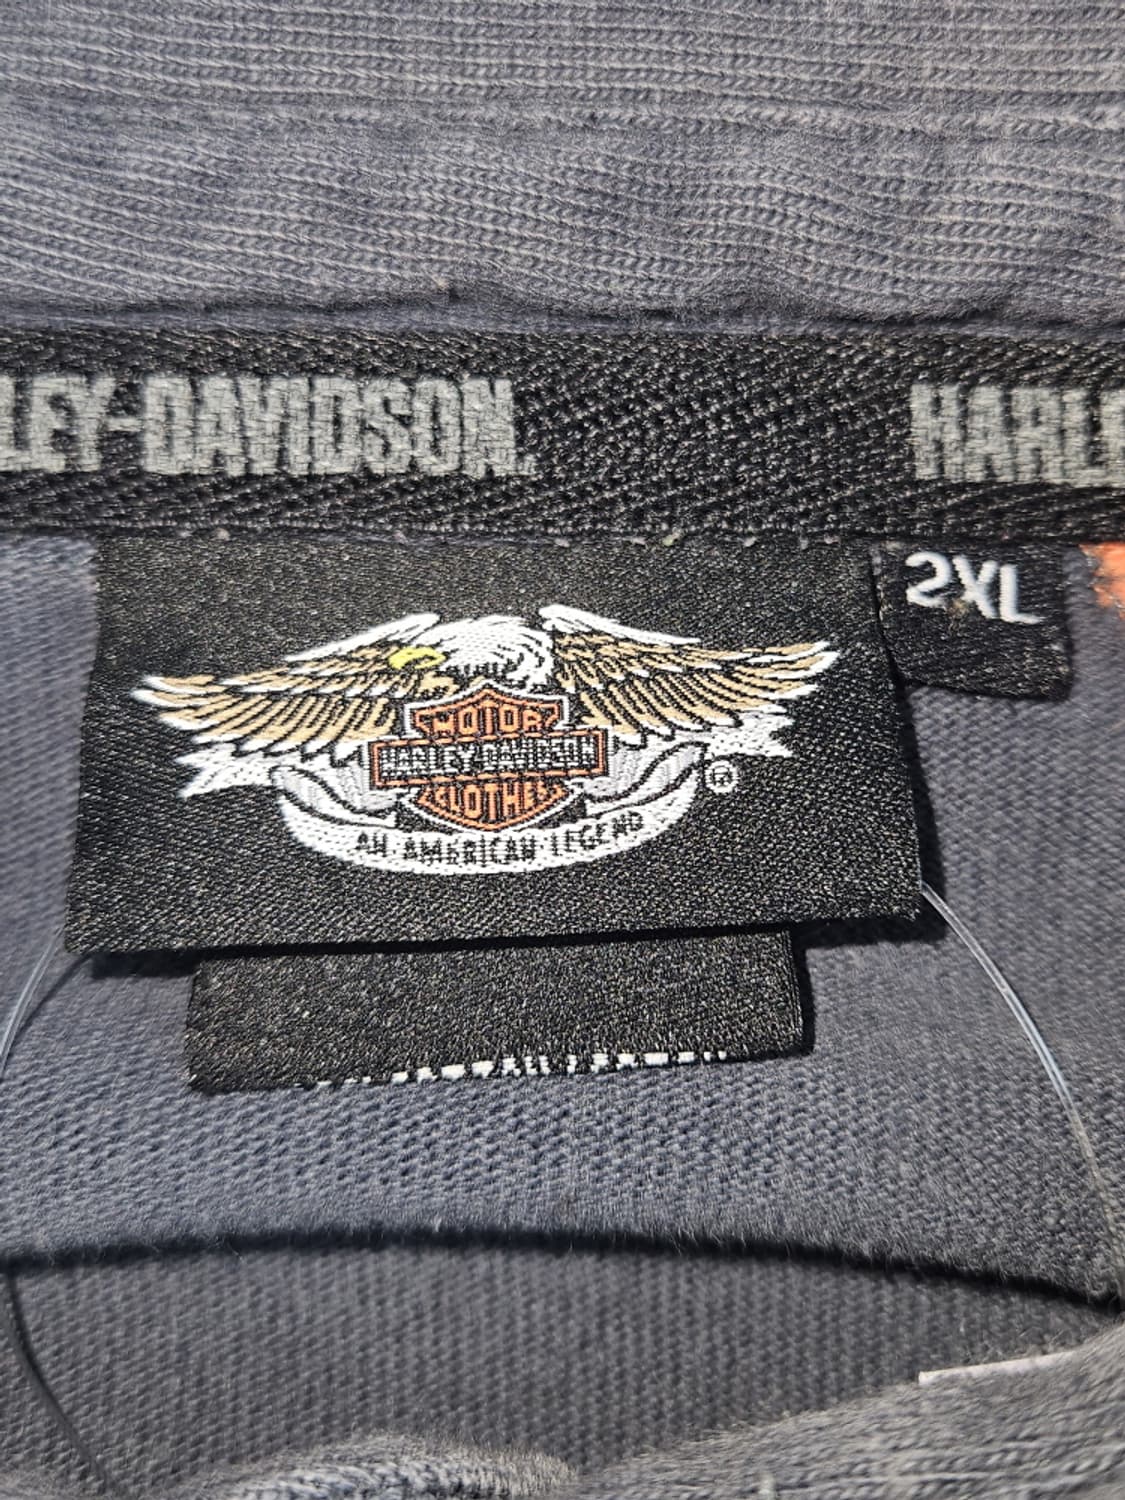 LEY-DAVIDSON HARL
2XL
MOTOR
HARLEY-DAVIDSON
CLOTHES
®
AN AMERICAN LEGEND